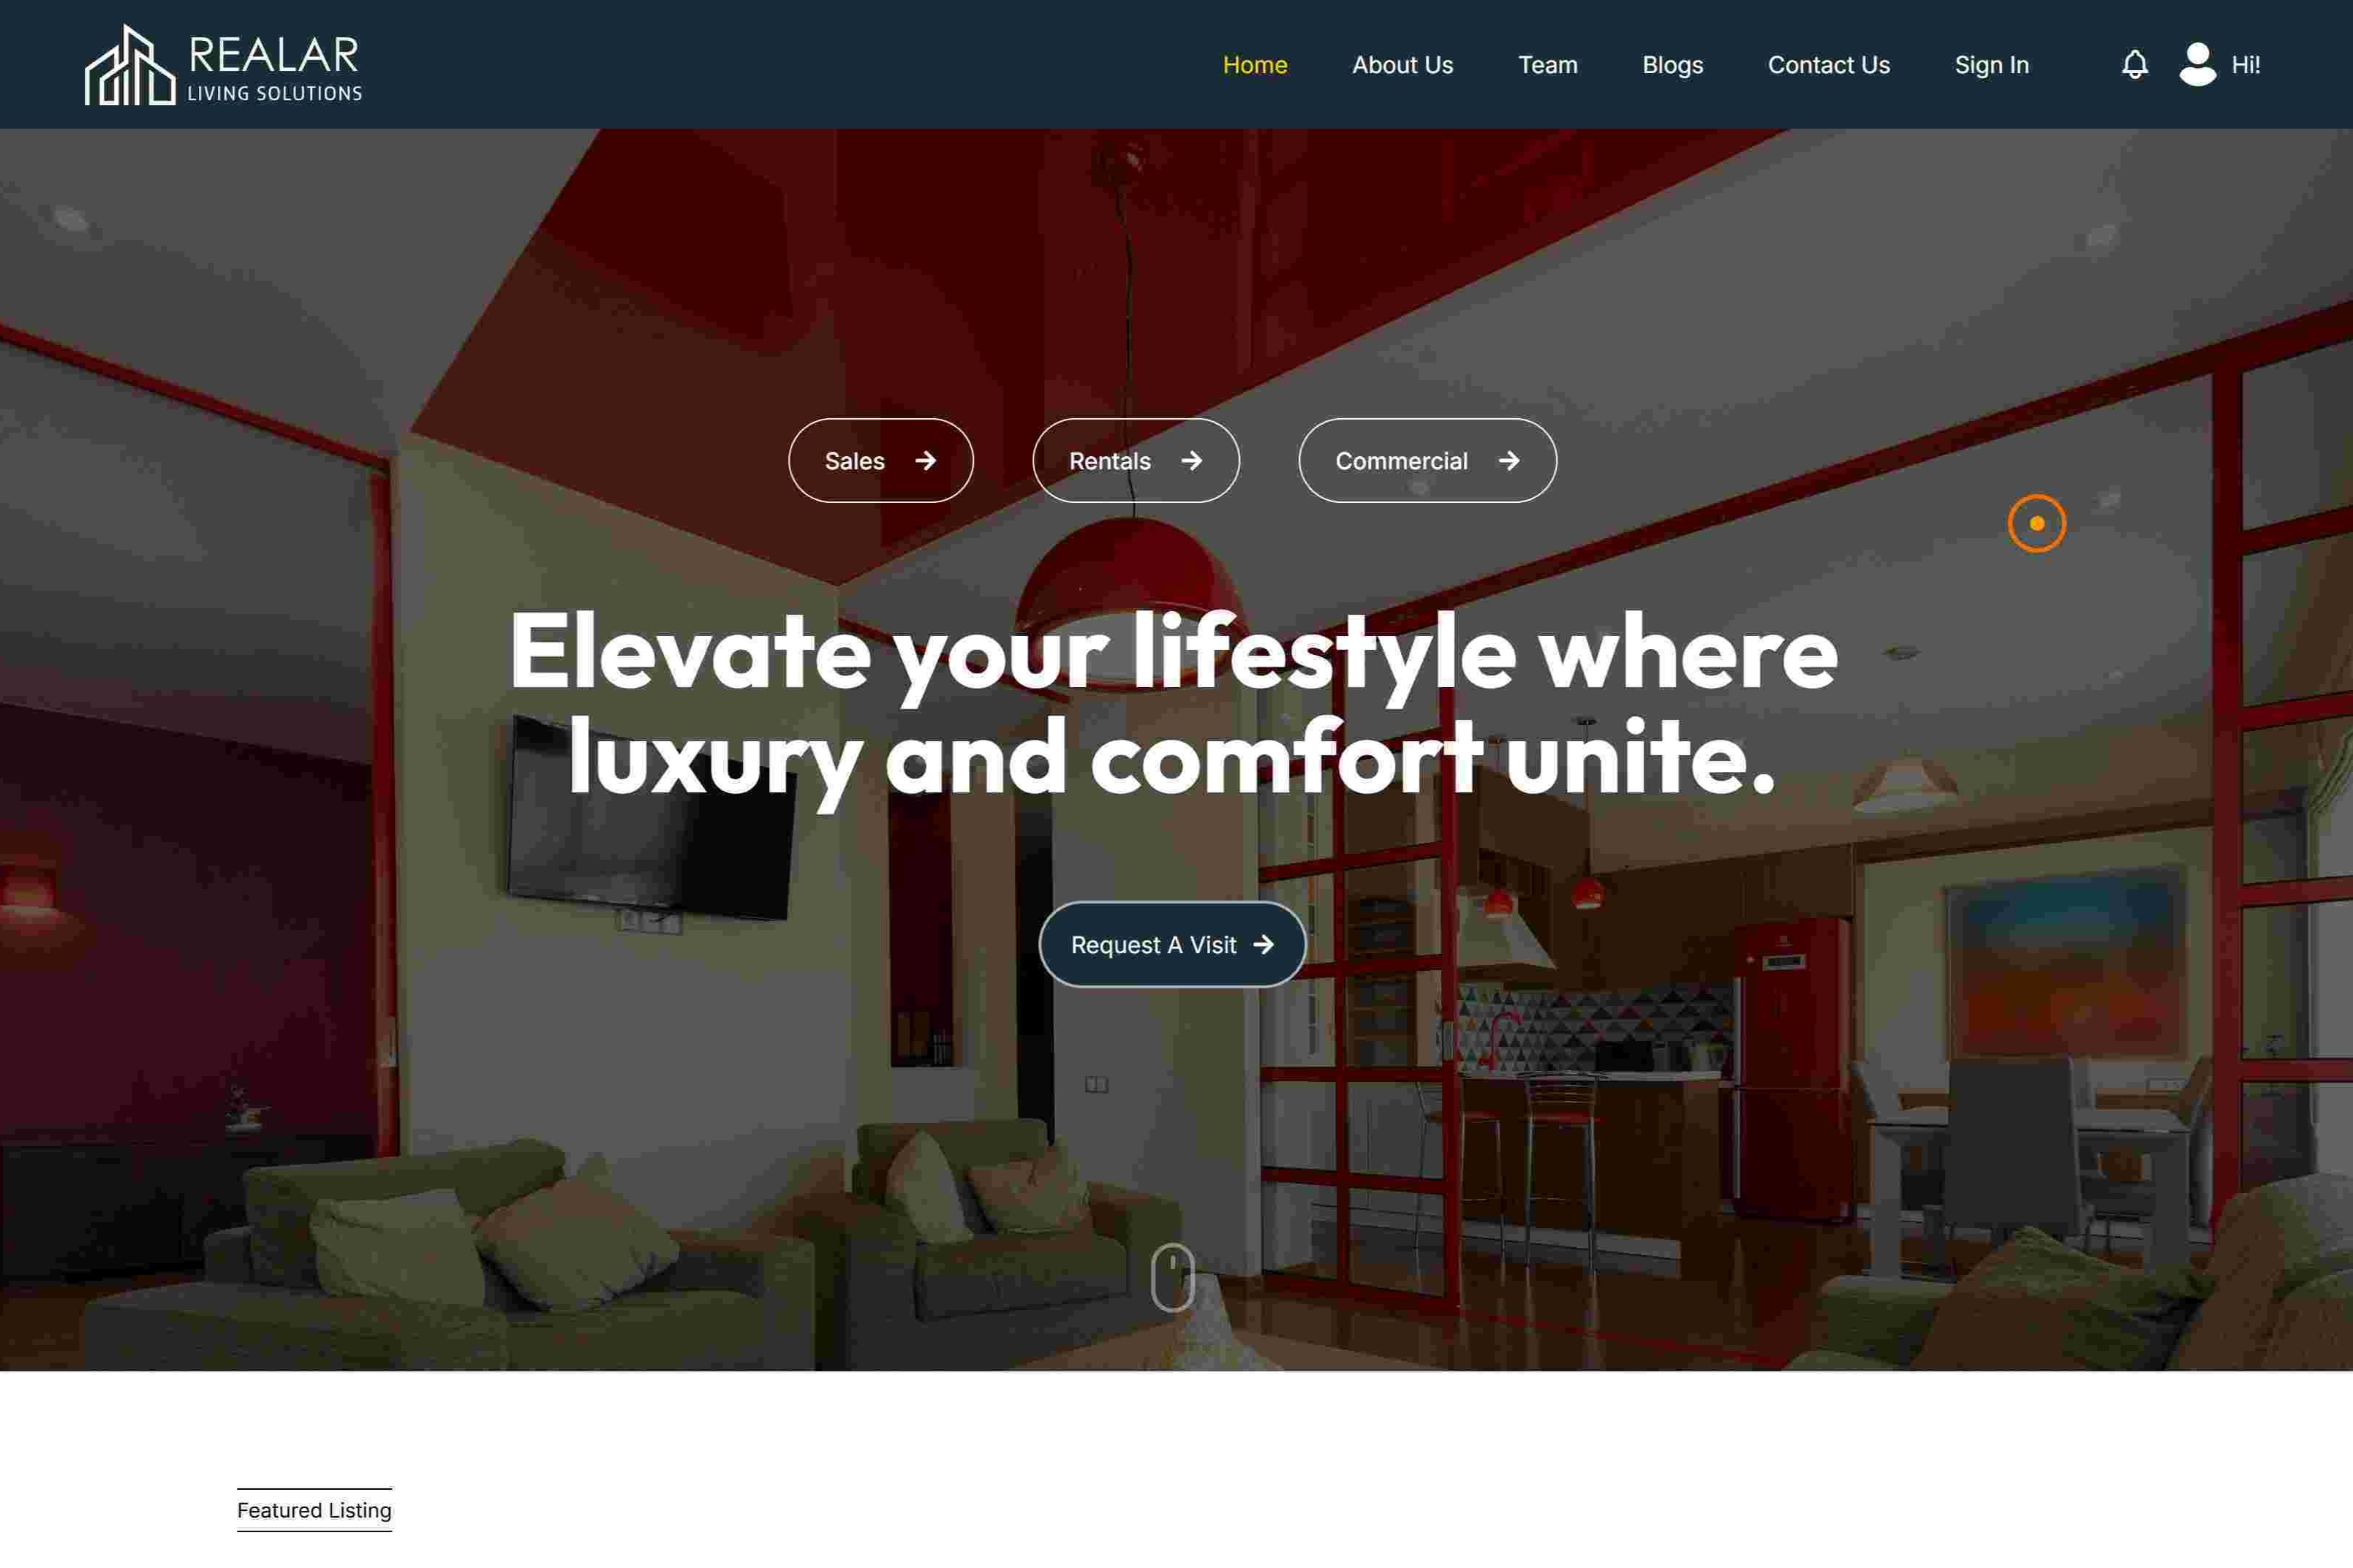 REALAR
LIVING SOLUTIONS
Home
About Us
Team
Blogs
Contact Us
Sign In
Hi!
Sales
Rentals
Commercial
Elevate your lifestyle where
luxury and comfort unite.
Request A Visit
Featured Listing